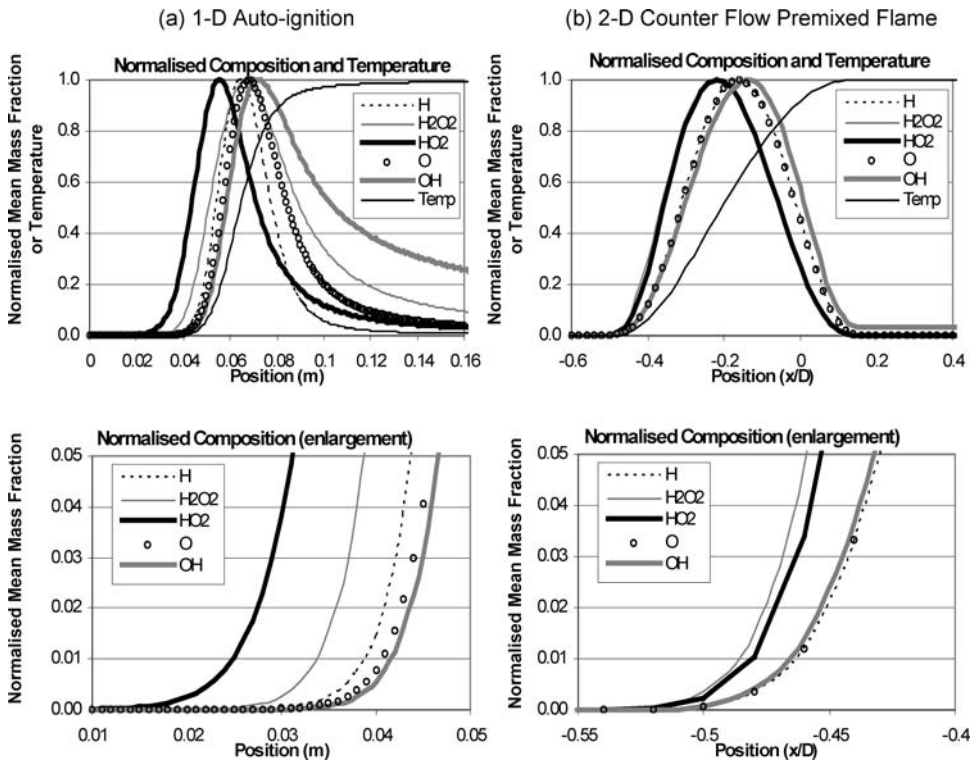 (a) 1-D Auto-ignition
Normalised Composition and Temperature
Normalised Mean Mass Fraction
or Temperature
1.0
0.8
0.6
0.4
0.2
0.0
H
H2O2
HO2
O
OH
Temp
0 0.02 0.04 0.06 0.08 0.1 0.12 0.14 0.16
Position (m)
(b) 2-D Counter Flow Premixed Flame
Normalised Composition and Temperature
Normalised Mean Mass Fraction
or Temperature
1.0
0.8
0.6
0.4
0.2
0.0
H
H2O2
HO2
O
OH
Temp
-0.6 -0.4 -0.2 0 0.2 0.4
Position (x/D)
Normalised Composition (enlargement)
Normalised Mean Mass Fraction
0.05
0.04
0.03
0.02
0.01
0.00
H
H2O2
HO2
O
OH
0.01 0.02 0.03 0.04 0.05
Position (m)
Normalised Composition (enlargement)
Normalised Mean Mass Fraction
0.05
0.04
0.03
0.02
0.01
0.00
H
H2O2
HO2
O
OH
-0.55 -0.5 -0.45 -0.4
Position (x/D)